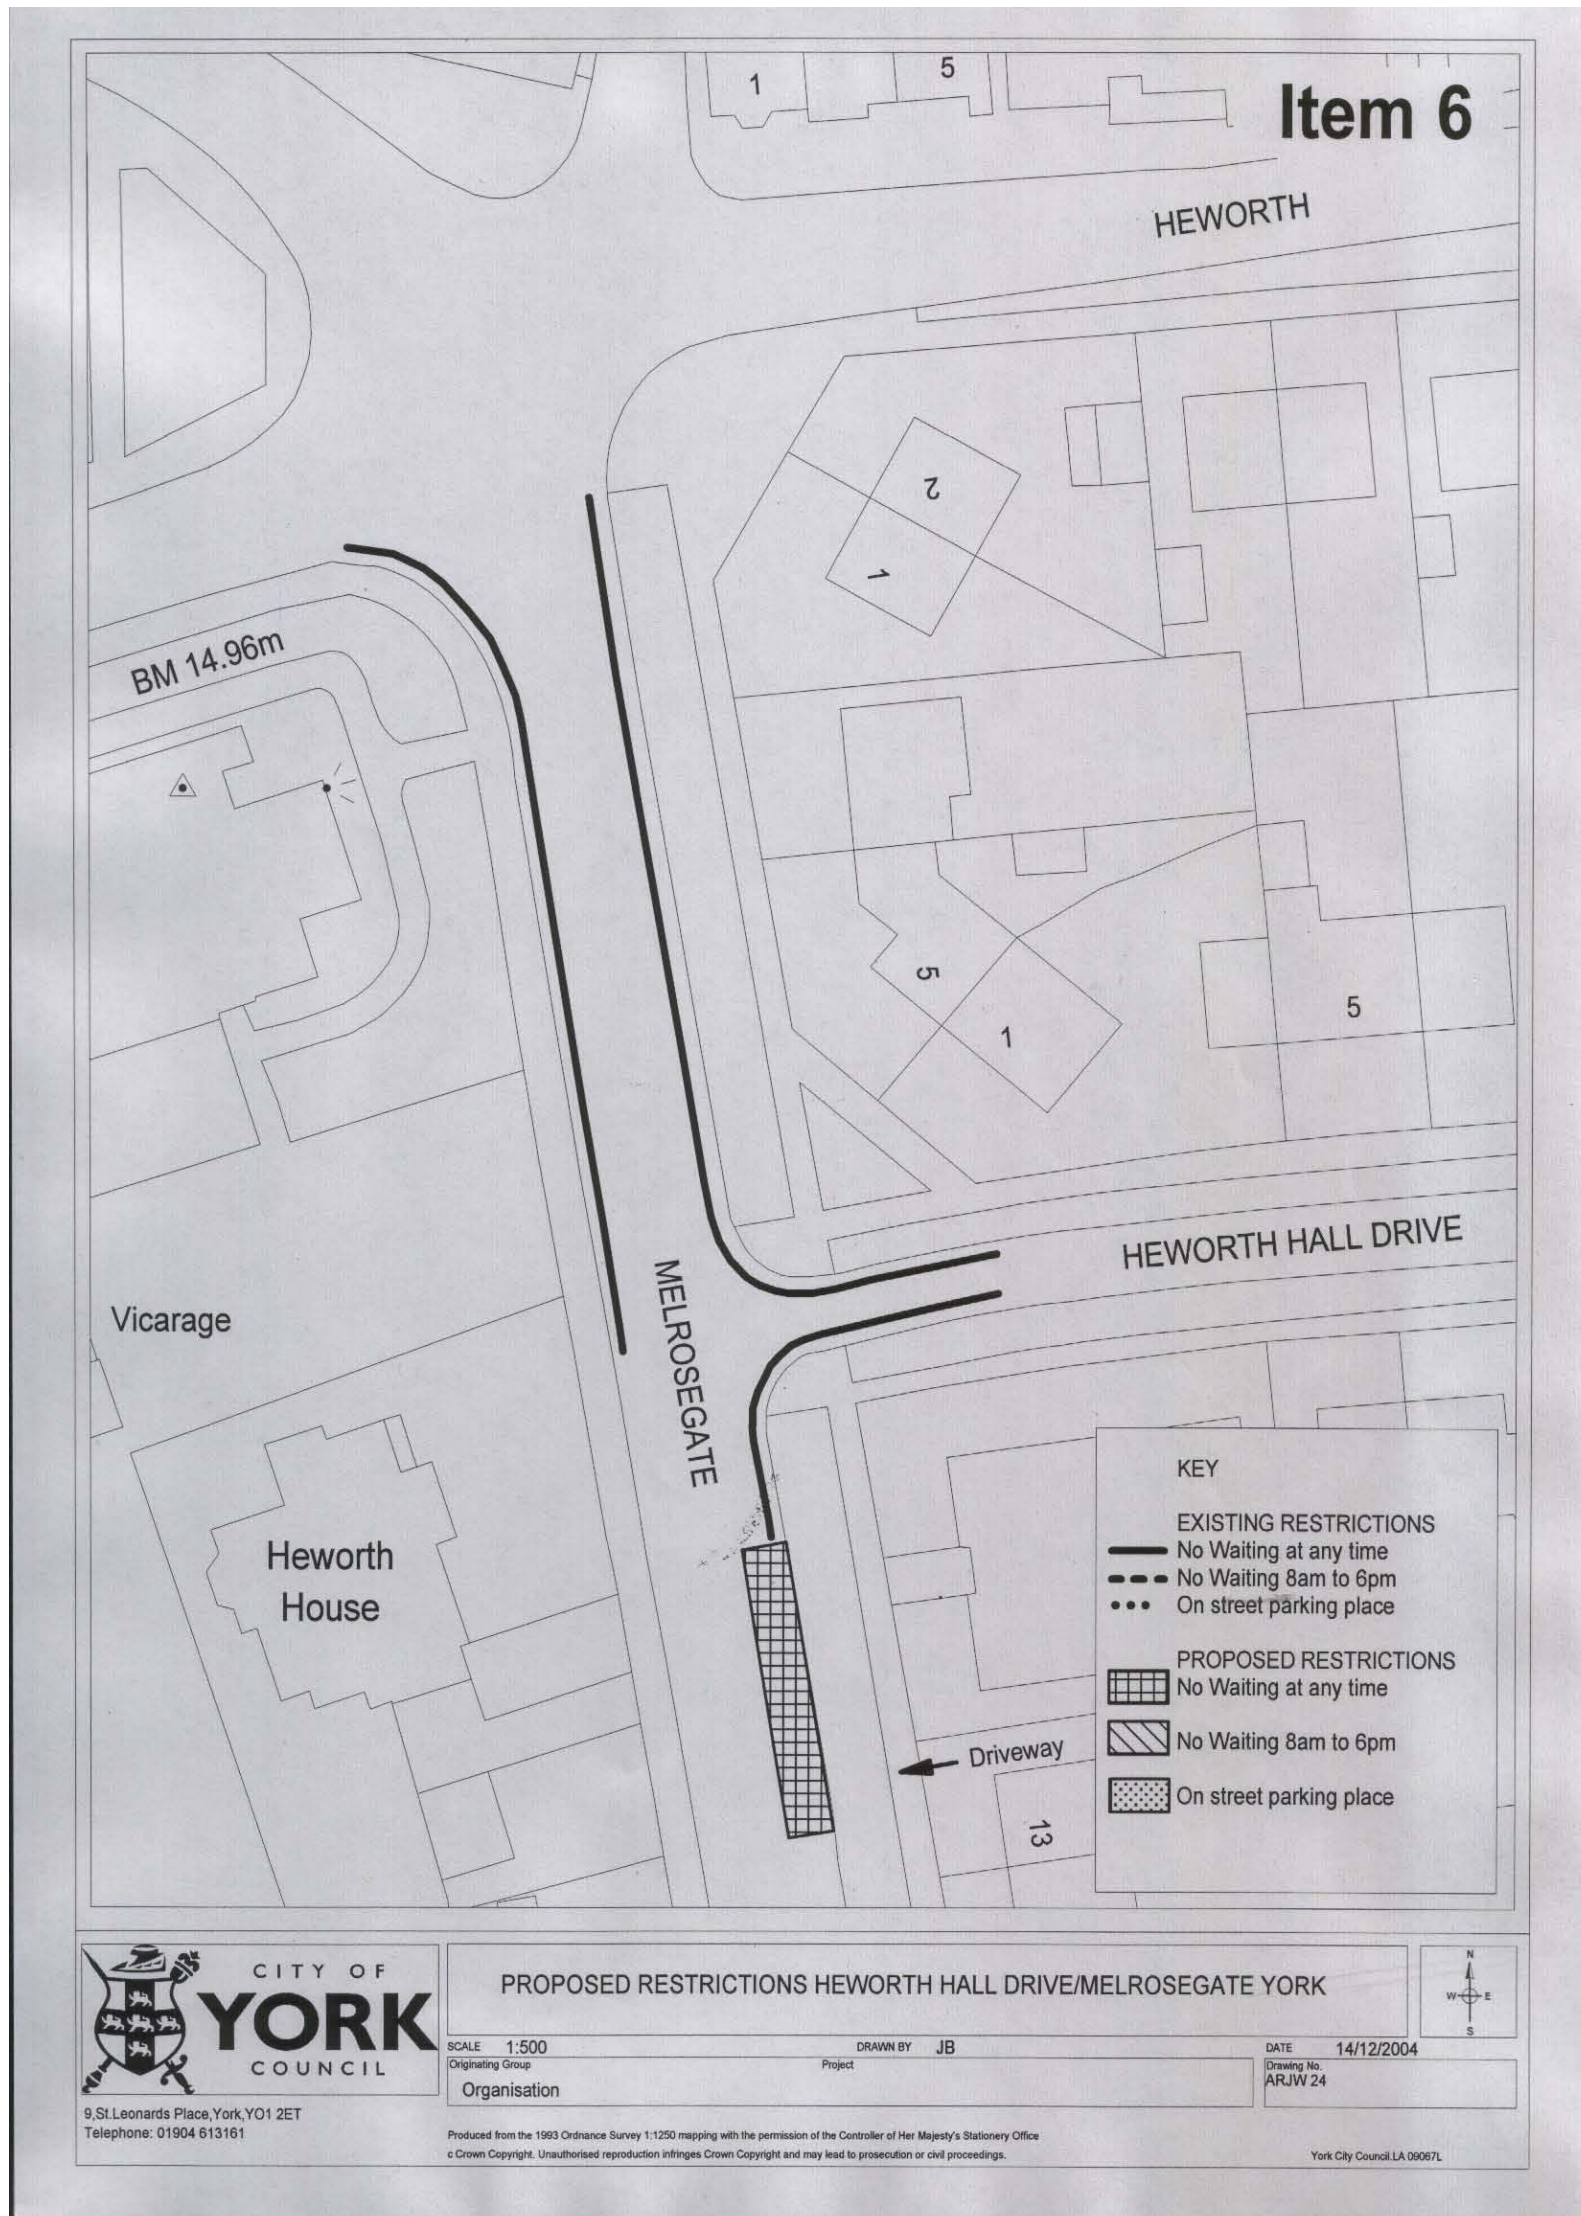 Item 6
1
5
HEWORTH
2
1
BM 14.96m
5
1
5
HEWORTH HALL DRIVE
MELROSEGATE
Vicarage
Heworth
House
KEY
EXISTING RESTRICTIONS
No Waiting at any time
No Waiting 8am to 6pm
On street parking place
PROPOSED RESTRICTIONS
No Waiting at any time
No Waiting 8am to 6pm
On street parking place
Driveway
13
CITY OF
YORK
COUNCIL
9,St.Leonards Place,York,YO1 2ET
Telephone: 01904 613161
PROPOSED RESTRICTIONS HEWORTH HALL DRIVE/MELROSEGATE YORK
SCALE 1:500
DRAWN BY JB
DATE 14/12/2004
Originating Group
Organisation
Project
Drawing No.
ARJW 24
N
W E
S
Produced from the 1993 Ordnance Survey 1:1250 mapping with the permission of the Controller of Her Majesty's Stationery Office
c Crown Copyright. Unauthorised reproduction infringes Crown Copyright and may lead to prosecution or civil proceedings.
York City Council.LA 09067L